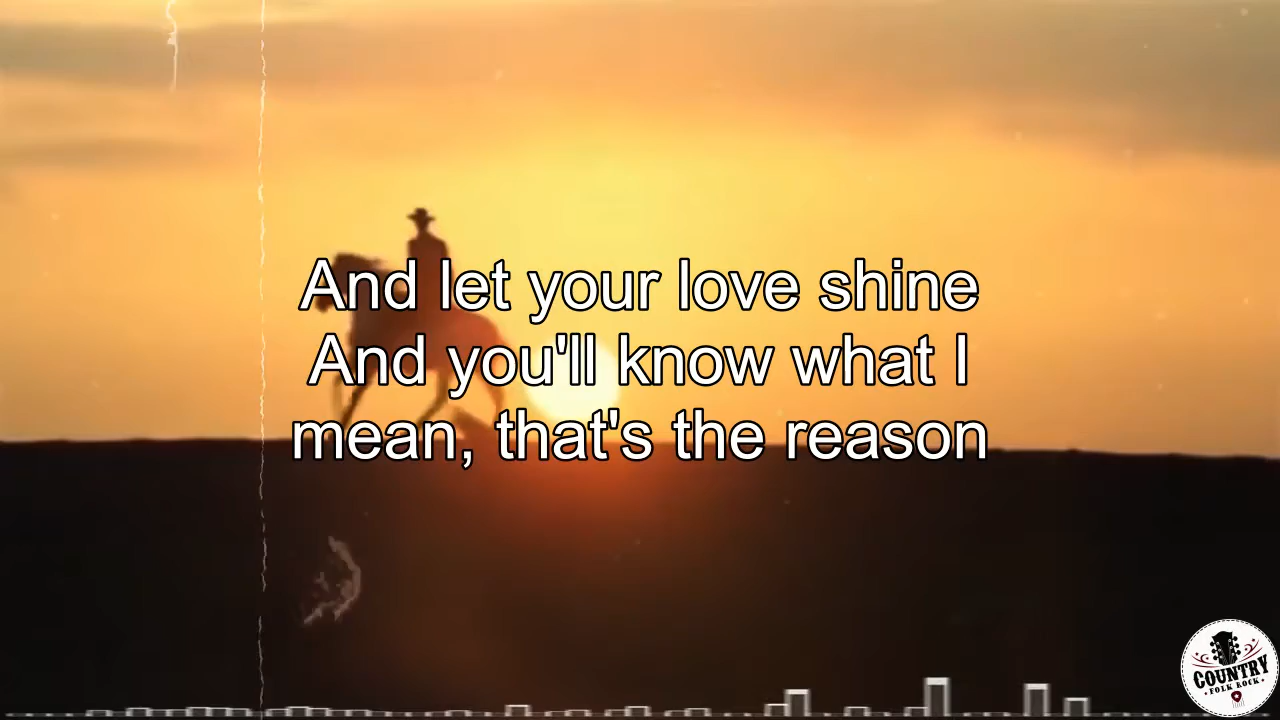 And let your love shine
And you'll know what I
mean, that's the reason
COUNTRY
FOLK ROCK